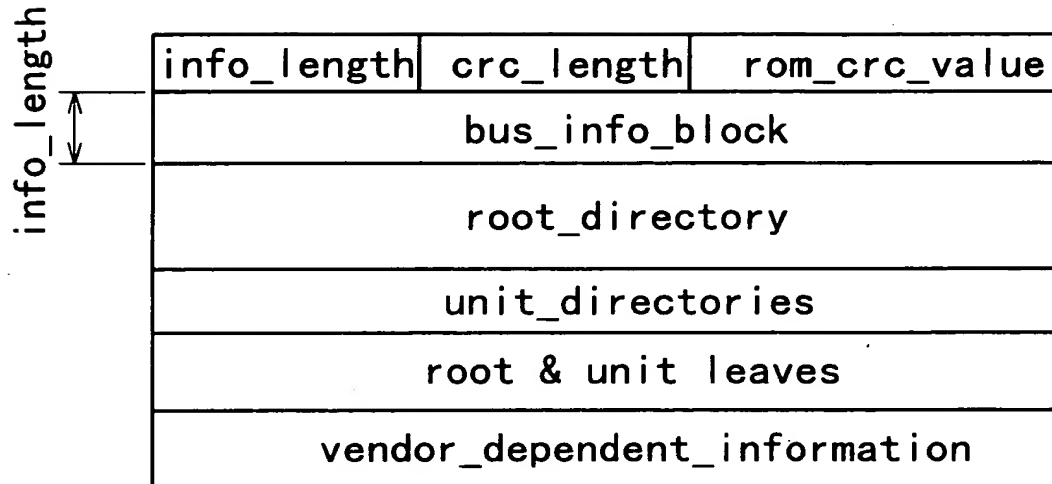 info_length
info_length crc_length rom_crc_value
bus_info_block
root_directory
unit_directories
root & unit leaves
vendor_dependent_information